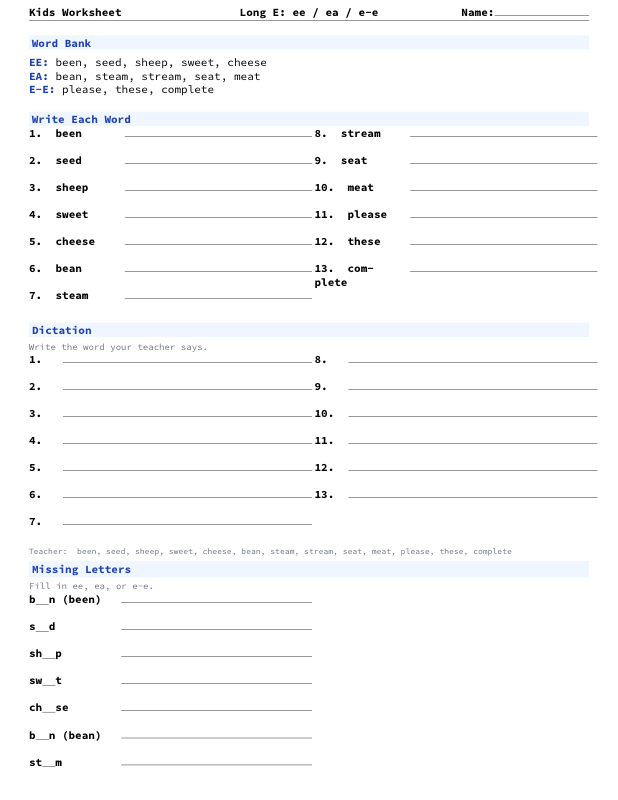 Kids Worksheet Long E: ee / ea / e-e Name:
Word Bank
EE: been, seed, sheep, sweet, cheese
EA: bean, steam, stream, seat, meat
E-E: please, these, complete
Write Each Word
1. been
2. seed
3. sheep
4. sweet
5. cheese
6. bean
7. steam
8. stream
9. seat
10. meat
11. please
12. these
13. com-
plete
Dictation
Write the word your teacher says.
1.
2.
3.
4.
5.
6.
7.
8.
9.
10.
11.
12.
13.
Teacher: been, seed, sheep, sweet, cheese, bean, steam, stream, seat, meat, please, these, complete
Missing Letters
Fill in ee, ea, or e-e.
b__n (been)
s__d
sh__p
sw__t
ch__se
b__n (bean)
st__m